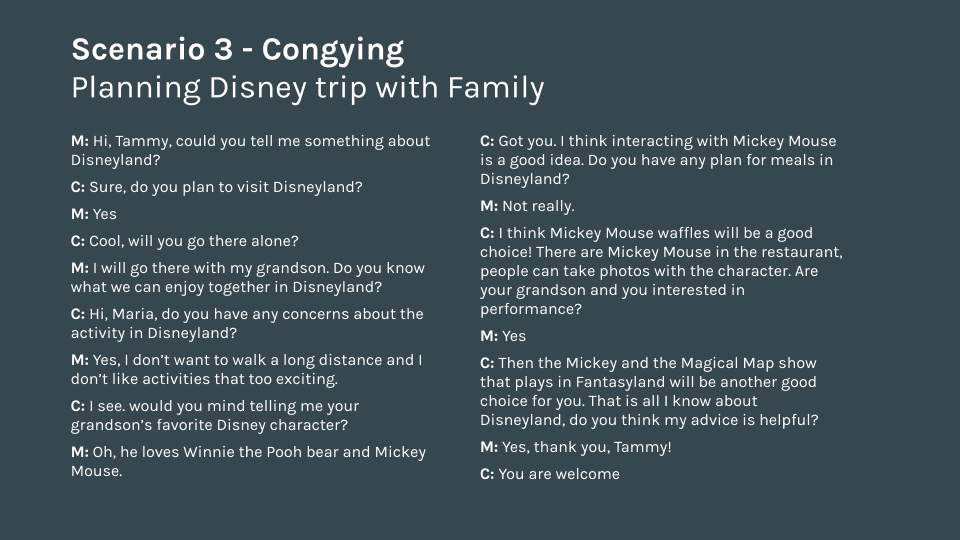 Scenario 3 - Congying
Planning Disney trip with Family
M: Hi, Tammy, could you tell me something about
Disneyland?
C: Sure, do you plan to visit Disneyland?
M: Yes
C: Cool, will you go there alone?
M: I will go there with my grandson. Do you know
what we can enjoy together in Disneyland?
C: Hi, Maria, do you have any concerns about the
activity in Disneyland?
M: Yes, I don’t want to walk a long distance and I
don’t like activities that too exciting.
C: I see. would you mind telling me your
grandson’s favorite Disney character?
M: Oh, he loves Winnie the Pooh bear and Mickey
Mouse.
C: Got you. I think interacting with Mickey Mouse
is a good idea. Do you have any plan for meals in
Disneyland?
M: Not really.
C: I think Mickey Mouse waffles will be a good
choice! There are Mickey Mouse in the restaurant,
people can take photos with the character. Are
your grandson and you interested in
performance?
M: Yes
C: Then the Mickey and the Magical Map show
that plays in Fantasyland will be another good
choice for you. That is all I know about
Disneyland, do you think my advice is helpful?
M: Yes, thank you, Tammy!
C: You are welcome